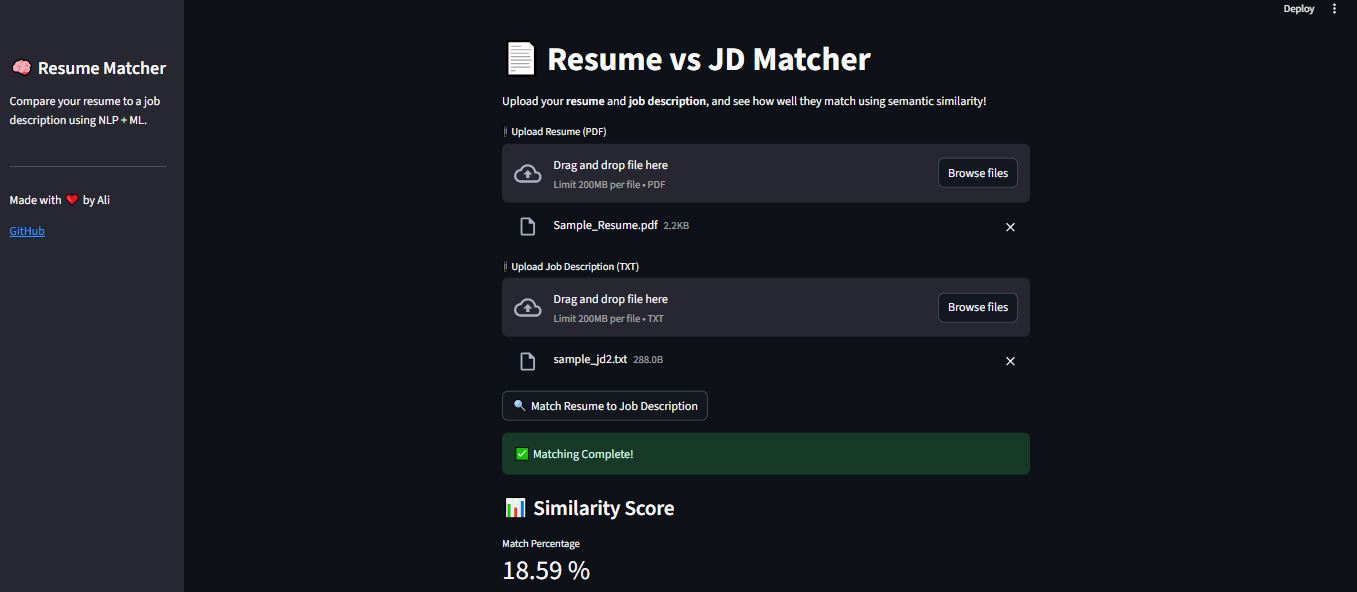 Deploy
🧠 Resume Matcher
Compare your resume to a job
description using NLP + ML.
Made with ❤️ by Ali
GitHub
📄 Resume vs JD Matcher
Upload your resume and job description, and see how well they match using semantic similarity!
Upload Resume (PDF)
Drag and drop file here
Limit 200MB per file • PDF
Browse files
Sample_Resume.pdf 2.2KB
Upload Job Description (TXT)
Drag and drop file here
Limit 200MB per file • TXT
Browse files
sample_jd2.txt 288.0B
🔍 Match Resume to Job Description
✅ Matching Complete!
📊 Similarity Score
Match Percentage
18.59 %